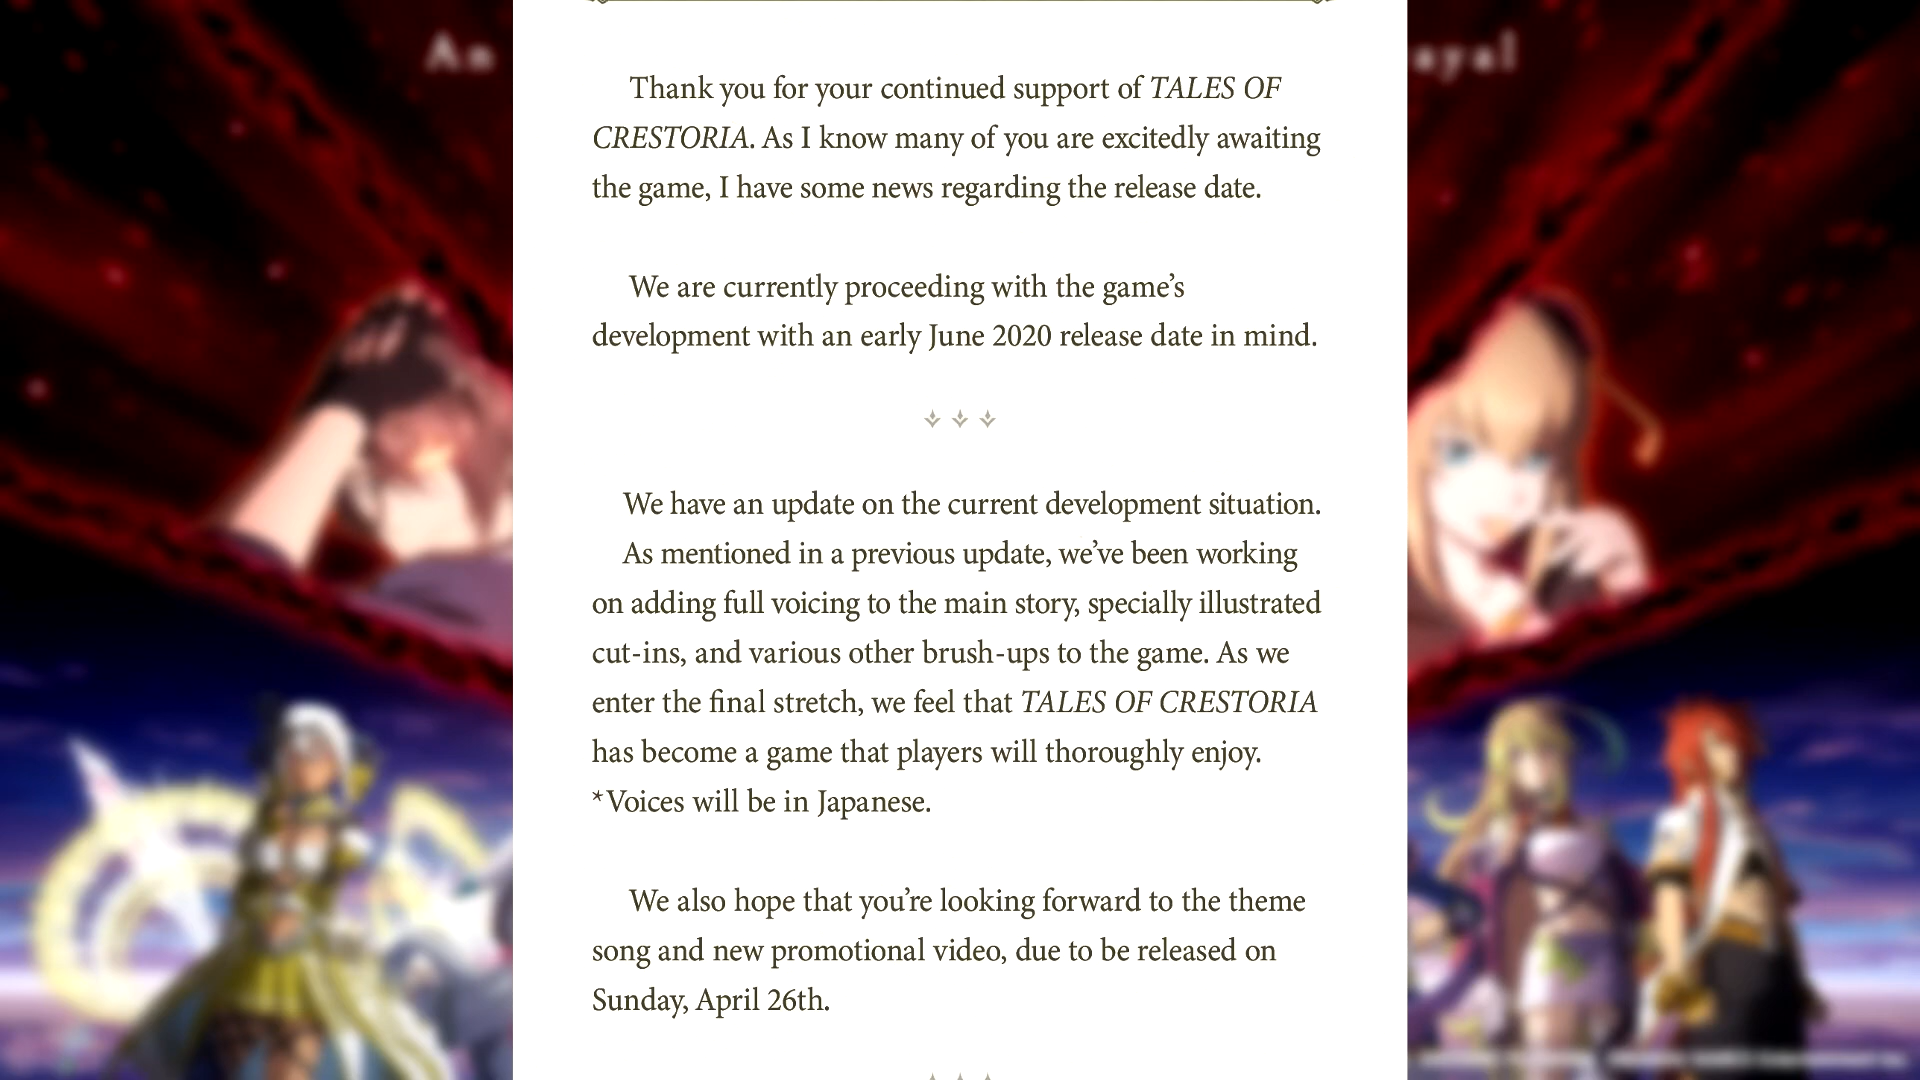 An
ayal
Thank you for your continued support of TALES OF
CRESTORIA. As I know many of you are excitedly awaiting
the game, I have some news regarding the release date.
We are currently proceeding with the game’s
development with an early June 2020 release date in mind.
We have an update on the current development situation.
As mentioned in a previous update, we’ve been working
on adding full voicing to the main story, specially illustrated
cut-ins, and various other brush-ups to the game. As we
enter the final stretch, we feel that TALES OF CRESTORIA
has become a game that players will thoroughly enjoy.
*Voices will be in Japanese.
We also hope that you’re looking forward to the theme
song and new promotional video, due to be released on
Sunday, April 26th.